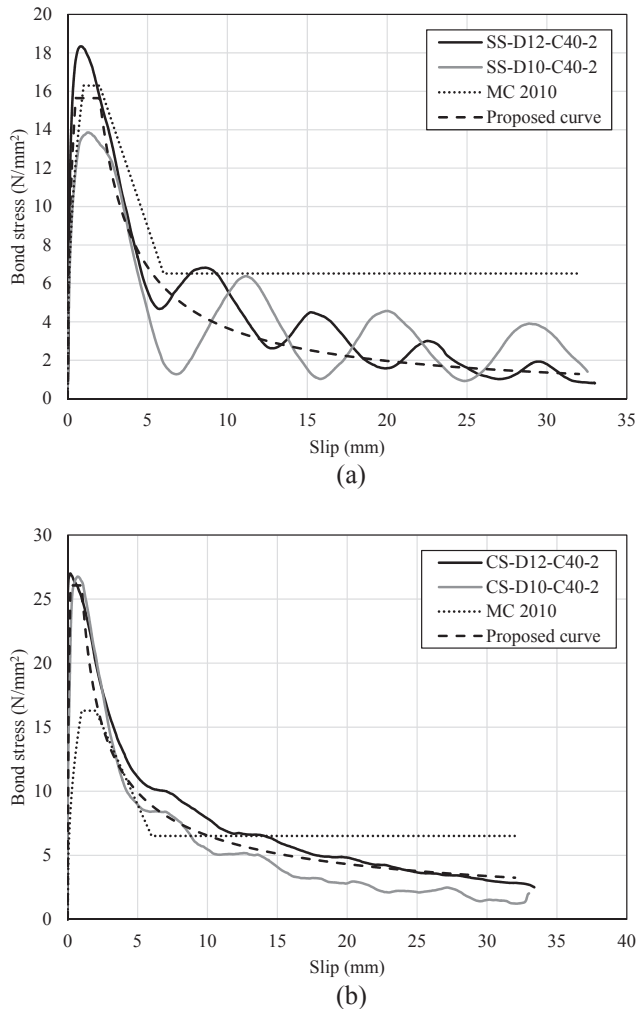 20
18
16
14
12
10
8
6
4
2
0
Bond stress (N/mm²)
SS-D12-C40-2
SS-D10-C40-2
MC 2010
Proposed curve
0 5 10 15 20 25 30 35
Slip (mm)
(a)
30
25
20
15
10
5
0
Bond stress (N/mm²)
CS-D12-C40-2
CS-D10-C40-2
MC 2010
Proposed curve
0 5 10 15 20 25 30 35 40
Slip (mm)
(b)